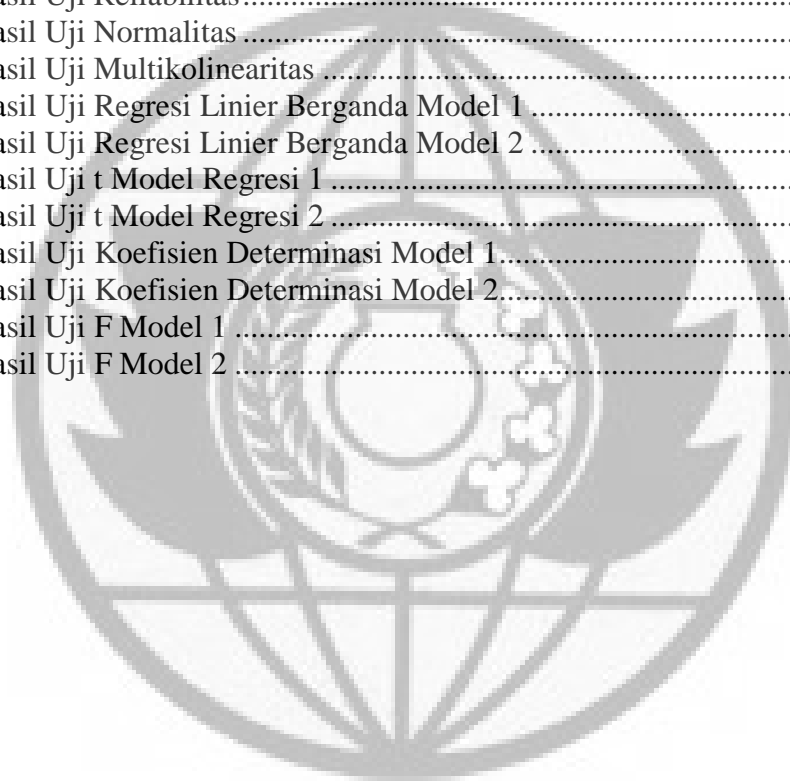 asil Uji Reliabilitas..............................................................................
asil Uji Normalitas..............................................................................
asil Uji Multikolinearitas..............................................................................
asil Uji Regresi Linier Berganda Model 1..............................................................................
asil Uji Regresi Linier Berganda Model 2..............................................................................
asil Uji t Model Regresi 1..............................................................................
asil Uji t Model Regresi 2..............................................................................
asil Uji Koefisien Determinasi Model 1..............................................................................
asil Uji Koefisien Determinasi Model 2..............................................................................
asil Uji F Model 1..............................................................................
asil Uji F Model 2..............................................................................